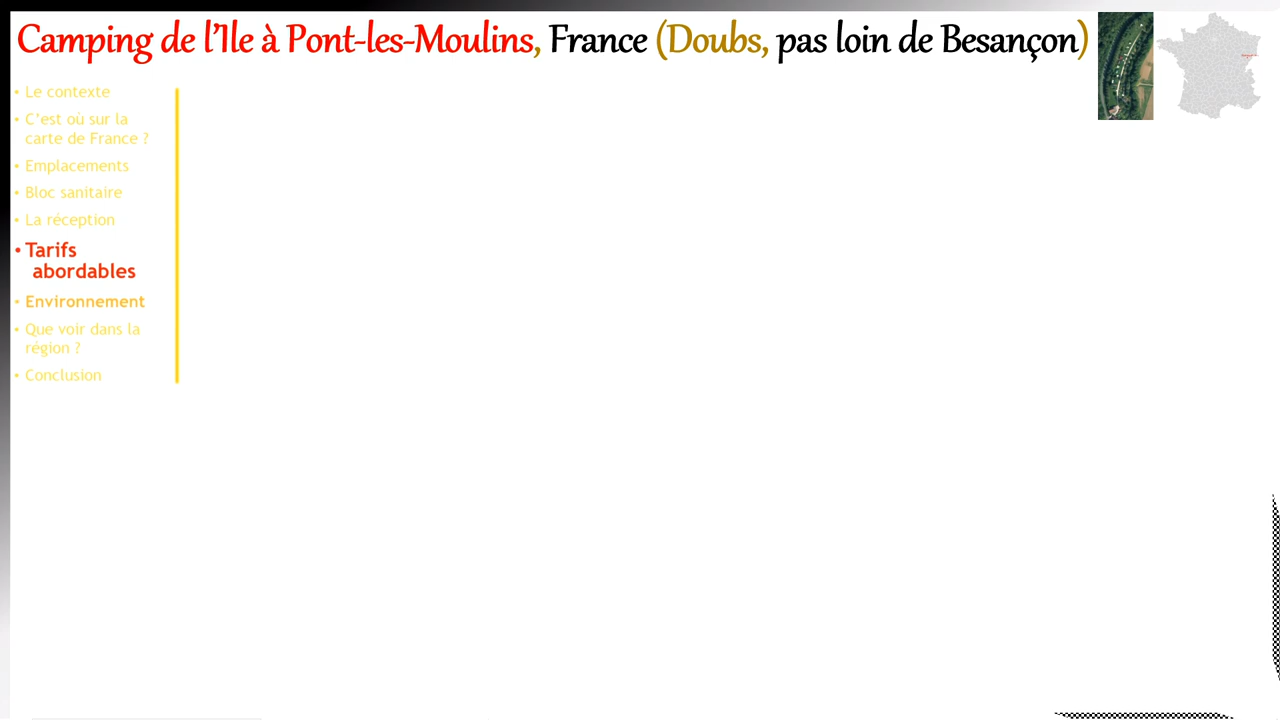 Camping de l'Ile à Pont-les-Moulins, France (Doubs, pas loin de Besançon)
• Le contexte
• C'est où sur la
carte de France ?
• Emplacements
• Bloc sanitaire
• La réception
• Tarifs
abordables
• Environnement
• Que voir dans la
région ?
• Conclusion